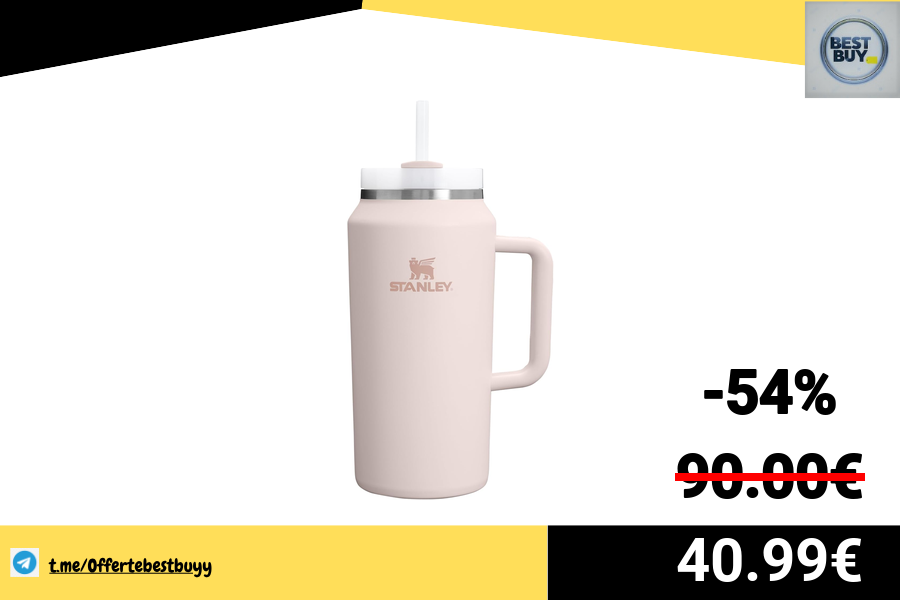 BEST
BUY
STANLEY
-54%
90.00€
40.99€
t.me/Offertebestbuyy